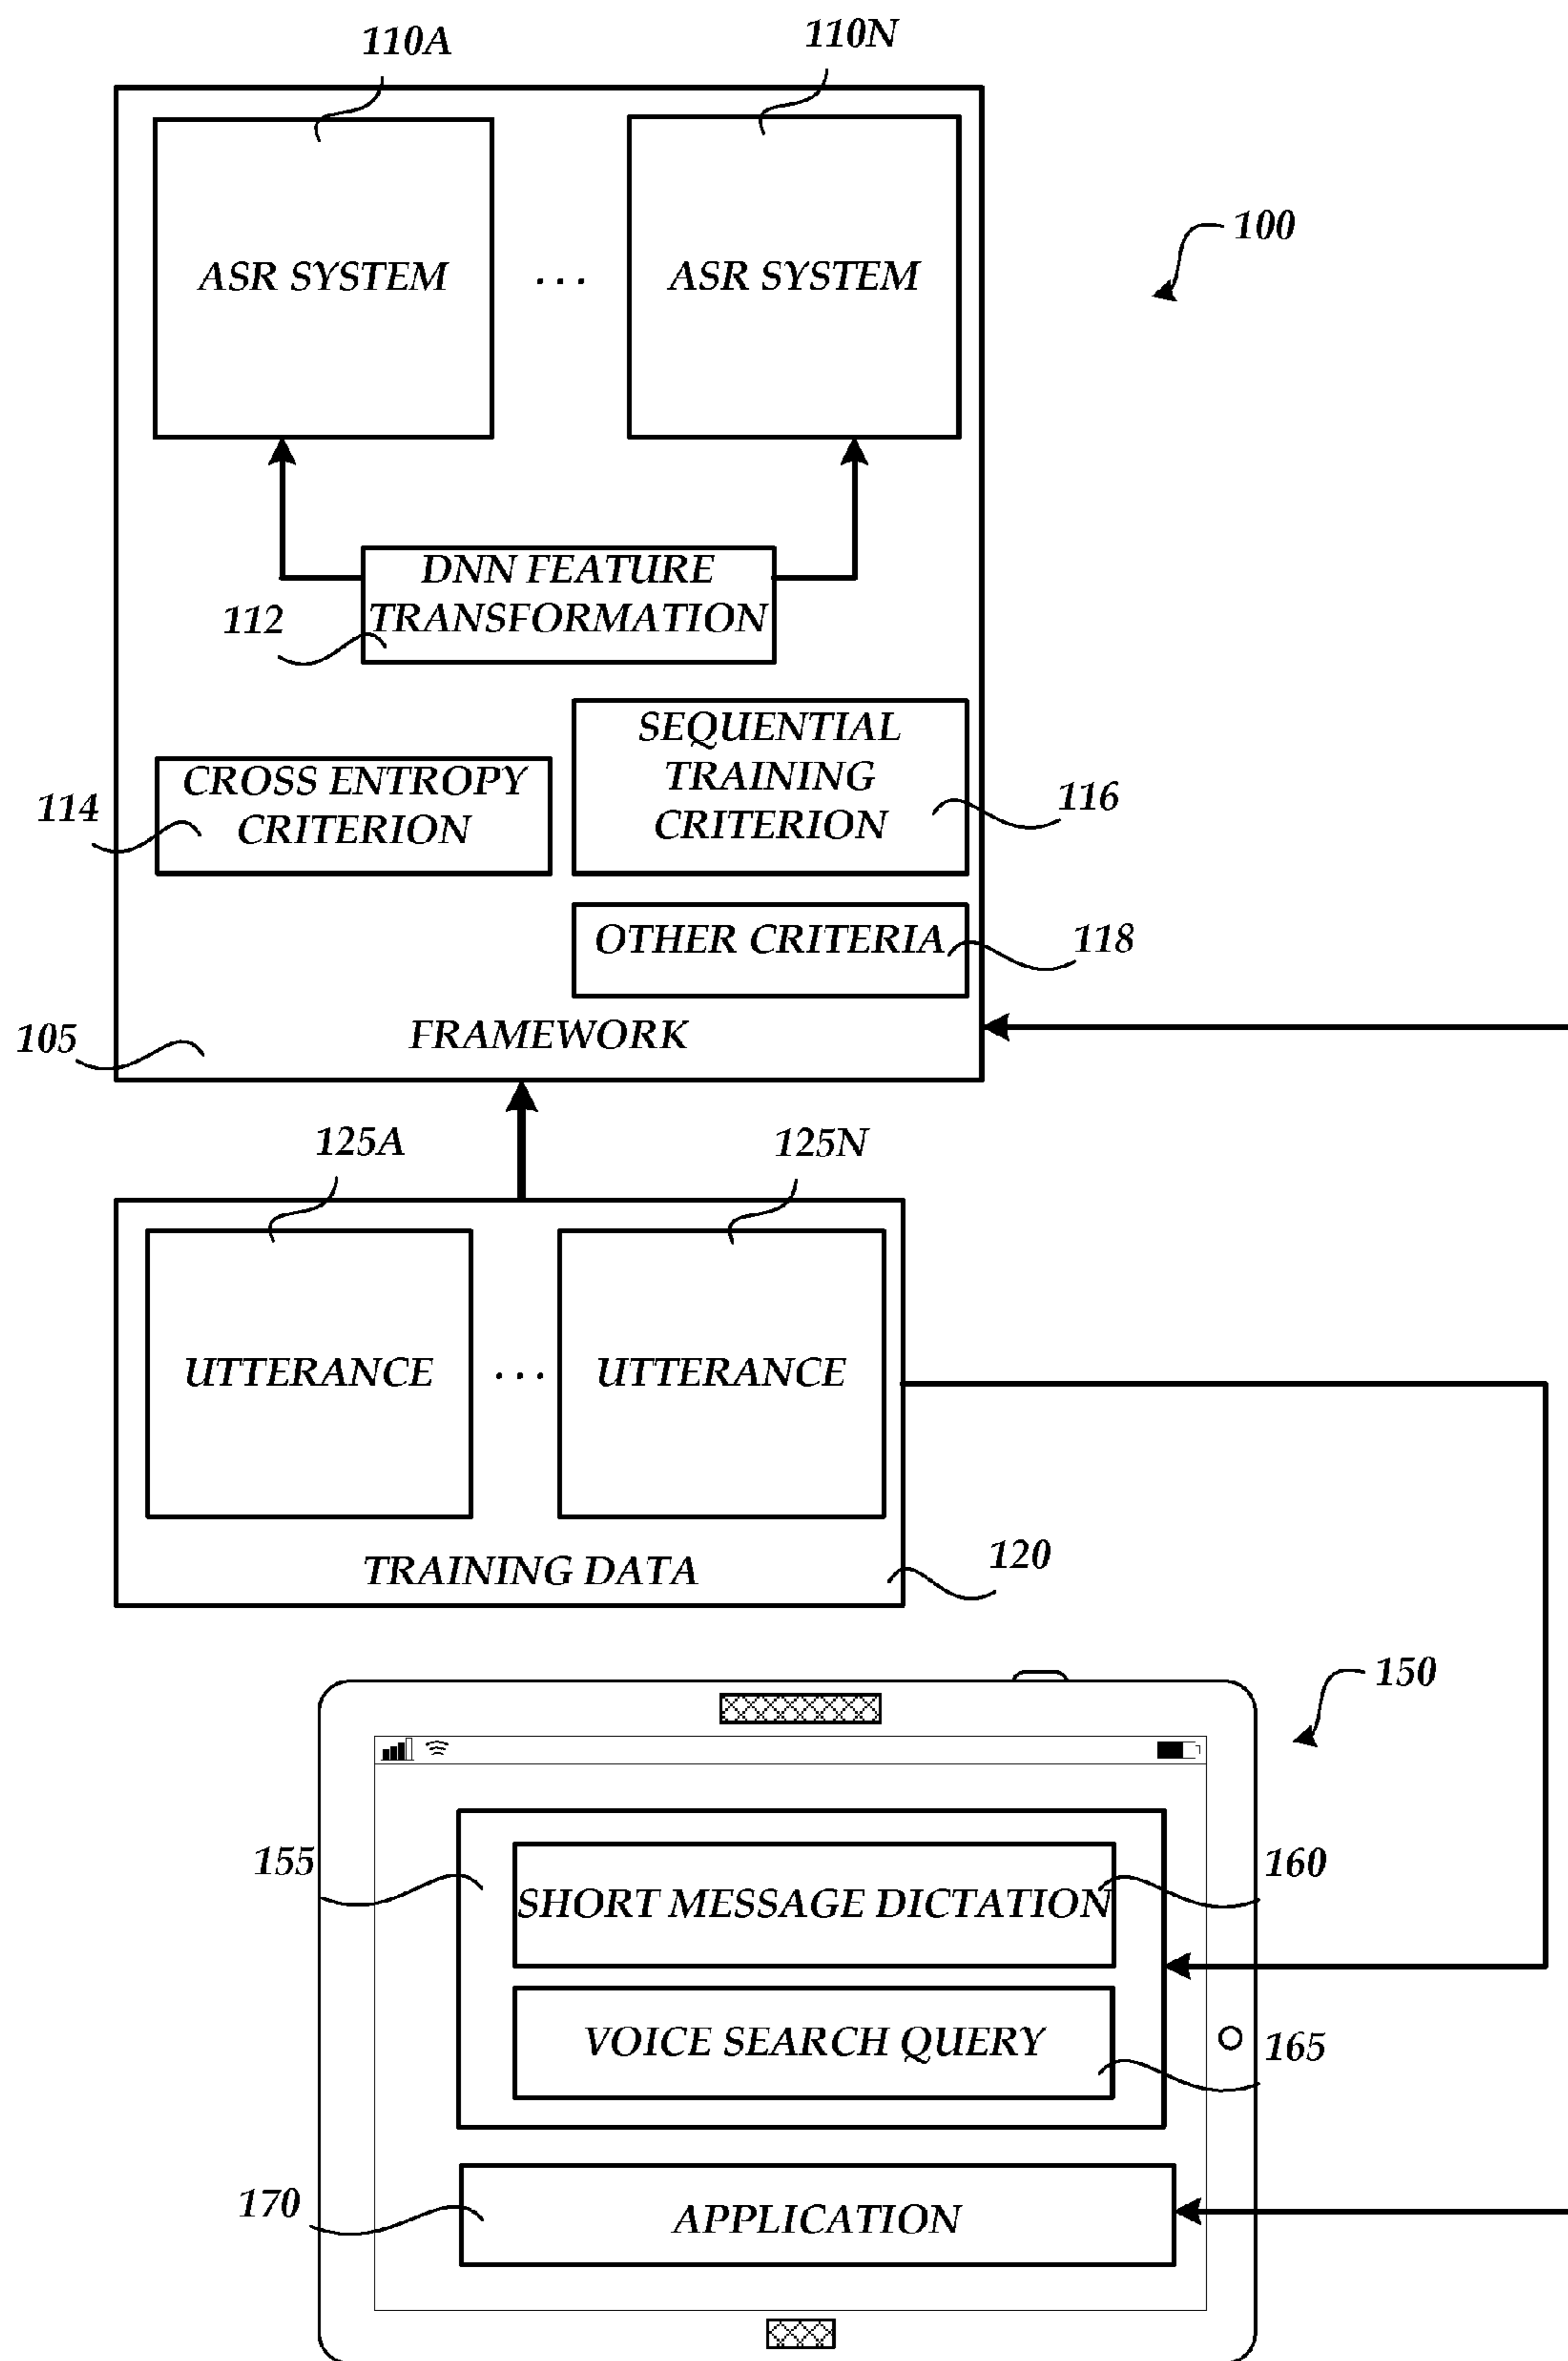 110A
110N
100
ASR SYSTEM
...
ASR SYSTEM
DNN FEATURE
TRANSFORMATION
112
SEQUENTIAL
TRAINING
CRITERION
CROSS ENTROPY
CRITERION
114
116
OTHER CRITERIA
118
105
FRAMEWORK
125A
125N
UTTERANCE
...
UTTERANCE
TRAINING DATA
120
150
155
SHORT MESSAGE DICTATION
160
VOICE SEARCH QUERY
165
170
APPLICATION